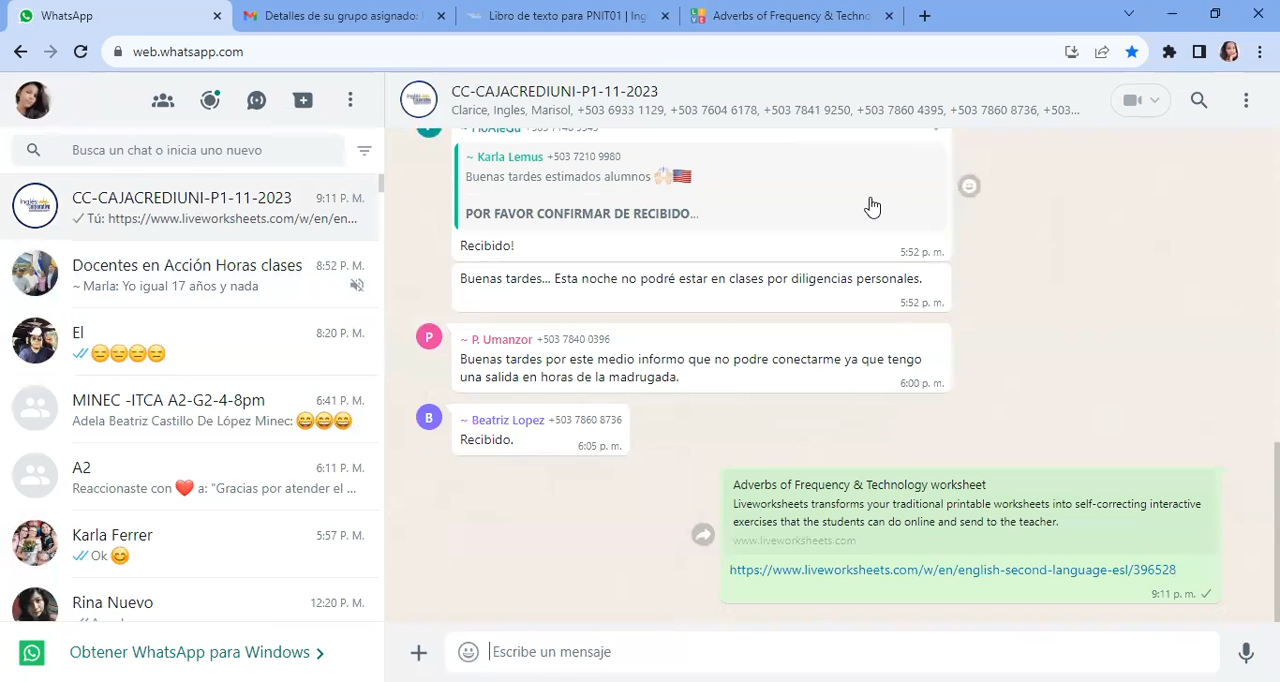 WhatsApp
Detalles de su grupo asignado:
Libro de texto para PNIT01 | Ing
Adverbs of Frequency & Techno
web.whatsapp.com
CC-CAJACREDIUNI-P1-11-2023
Clarice, Ingles, Marisol, +503 6933 1129, +503 7604 6178, +503 7841 9250, +503 7860 4395, +503 7860 8736, +503...
Busca un chat o inicia uno nuevo
CC-CAJACREDIUNI-P1-11-2023 9:11 P. M.
Tú: https://www.liveworksheets.com/w/en/en...
Docentes en Acción Horas clases 8:52 P. M.
~ Marla: Yo igual 17 años y nada
El 8:20 P. M.
😊😊😊😊
MINEC -ITCA A2-G2-4-8pm 6:41 P. M.
Adela Beatriz Castillo De López Minec: 😄😄😄
A2 6:11 P. M.
Reaccionaste con ❤️ a: "Gracias por atender el ...
Karla Ferrer 5:57 P. M.
Ok 😊
Rina Nuevo 12:20 P. M.
Obtener WhatsApp para Windows
~ Karla Lemus +503 7210 9980
Buenas tardes estimados alumnos 🙌🏻🇺🇸
POR FAVOR CONFIRMAR DE RECIBIDO...
Recibido!
5:52 p. m.
Buenas tardes... Esta noche no podré estar en clases por diligencias personales.
5:52 p. m.
P
~ P. Umanzor +503 7840 0396
Buenas tardes por este medio informo que no podre conectarme ya que tengo
una salida en horas de la madrugada.
6:00 p. m.
B
~ Beatriz Lopez +503 7860 8736
Recibido.
6:05 p. m.
Adverbs of Frequency & Technology worksheet
Liveworksheets transforms your traditional printable worksheets into self-correcting interactive
exercises that the students can do online and send to the teacher.
www.liveworksheets.com
https://www.liveworksheets.com/w/en/english-second-language-esl/396528
9:11 p. m.
Escribe un mensaje